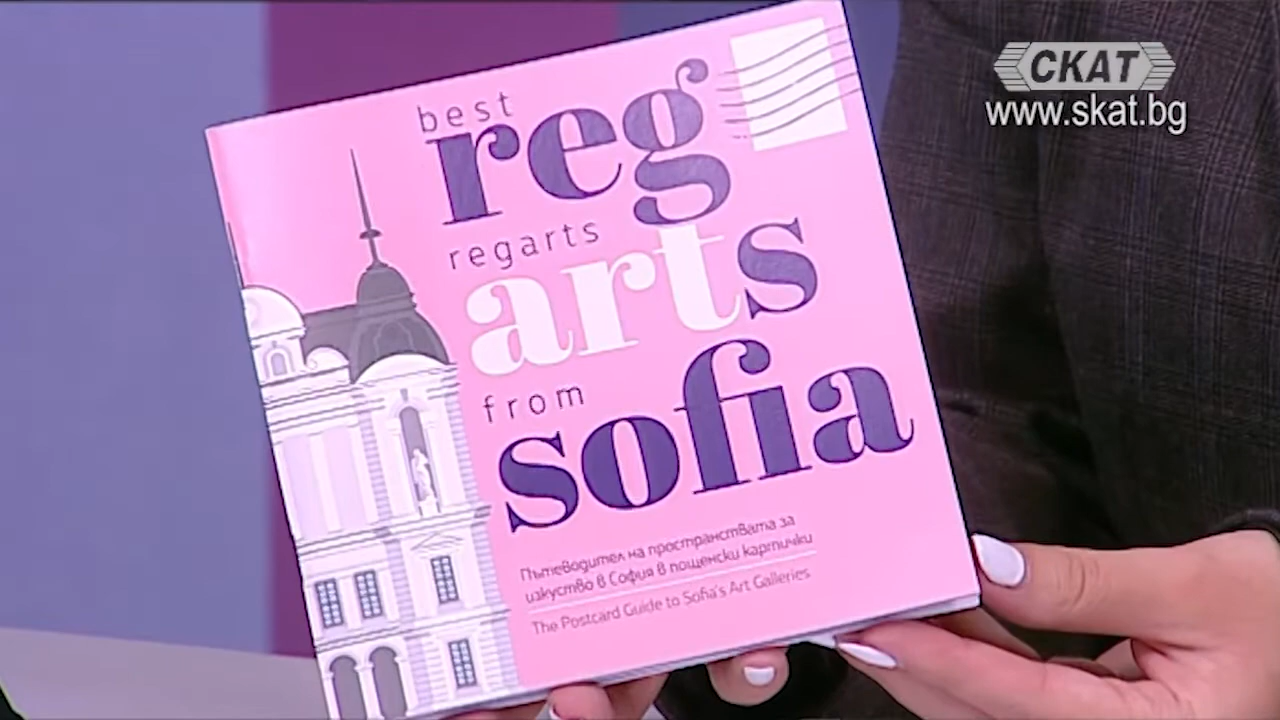 СКАТ
www.skat.bg
best
reg
regarts
arts
from
sofia
Пътеводител на пространствата за
изкуство в София в пощенски картички
The Postcard Guide to Sofia's Art Galleries